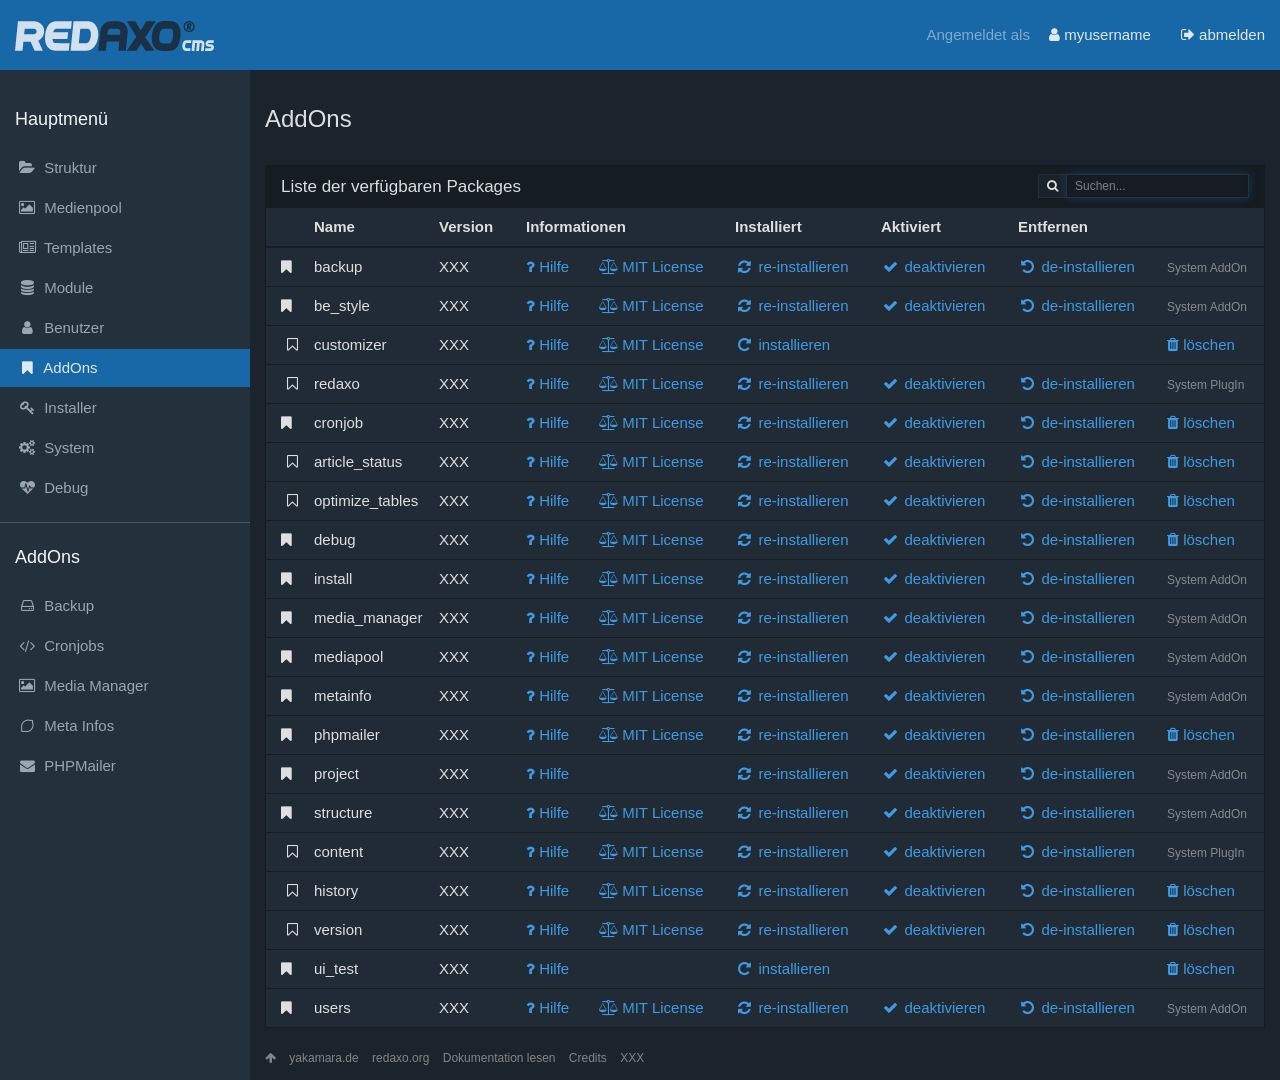 REDAXO® cms
Angemeldet als myusername abmelden
Hauptmenü
Struktur
Medienpool
Templates
Module
Benutzer
AddOns
Installer
System
Debug
AddOns
Backup
Cronjobs
Media Manager
Meta Infos
PHPMailer
AddOns
Liste der verfügbaren Packages
Suchen...
Name Version Informationen Installiert Aktiviert Entfernen
backup XXX ? Hilfe MIT License re-installieren deaktivieren de-installieren System AddOn
be_style XXX ? Hilfe MIT License re-installieren deaktivieren de-installieren System AddOn
customizer XXX ? Hilfe MIT License installieren löschen
redaxo XXX ? Hilfe MIT License re-installieren deaktivieren de-installieren System PlugIn
cronjob XXX ? Hilfe MIT License re-installieren deaktivieren de-installieren löschen
article_status XXX ? Hilfe MIT License re-installieren deaktivieren de-installieren löschen
optimize_tables XXX ? Hilfe MIT License re-installieren deaktivieren de-installieren löschen
debug XXX ? Hilfe MIT License re-installieren deaktivieren de-installieren löschen
install XXX ? Hilfe MIT License re-installieren deaktivieren de-installieren System AddOn
media_manager XXX ? Hilfe MIT License re-installieren deaktivieren de-installieren System AddOn
mediapool XXX ? Hilfe MIT License re-installieren deaktivieren de-installieren System AddOn
metainfo XXX ? Hilfe MIT License re-installieren deaktivieren de-installieren System AddOn
phpmailer XXX ? Hilfe MIT License re-installieren deaktivieren de-installieren löschen
project XXX ? Hilfe re-installieren deaktivieren de-installieren System AddOn
structure XXX ? Hilfe MIT License re-installieren deaktivieren de-installieren System AddOn
content XXX ? Hilfe MIT License re-installieren deaktivieren de-installieren System PlugIn
history XXX ? Hilfe MIT License re-installieren deaktivieren de-installieren löschen
version XXX ? Hilfe MIT License re-installieren deaktivieren de-installieren löschen
ui_test XXX ? Hilfe installieren löschen
users XXX ? Hilfe MIT License re-installieren deaktivieren de-installieren System AddOn
yakamara.de redaxo.org Dokumentation lesen Credits XXX